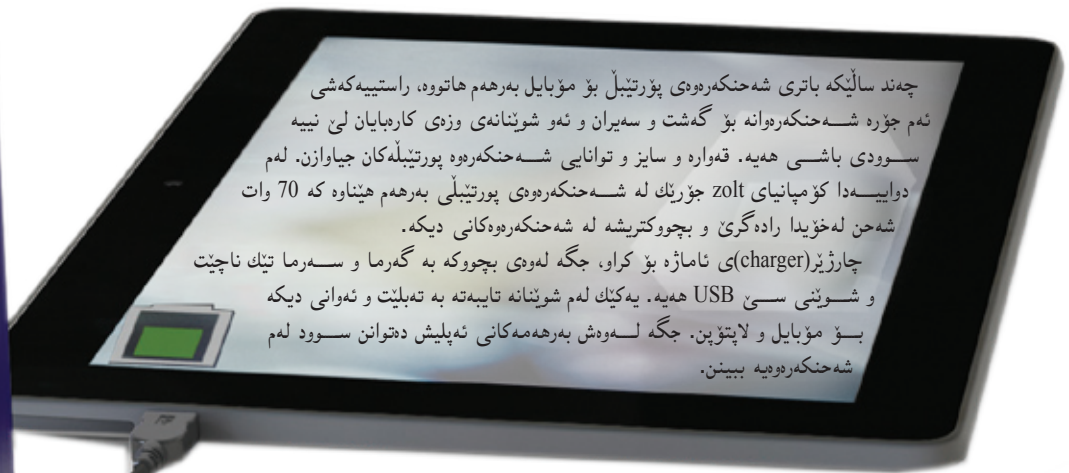 چەند ساڵێکە باتری شەحنکەرەوەی پۆرتێبڵ بۆ مۆبایل بەرهەم هاتووە، راستییەکەشی
ئەم جۆرە شـــەحنکەرەوانە بۆ گەشت و سەیران و ئەو شوێنانەی وزەی کارەبایان لێ نییە
ســـوودی باشـــی هەیە. قەوارە و سایز و توانایی شـــەحنکەرەوە پورتێبڵەکان جیاوازن. لەم
دواییـــەدا کۆمپانیای zolt جۆرێك لە شـــەحنکەرەوەی پورتێبڵی بەرهەم هێناوە کە 70 وات
شەحن لەخۆیدا رادەگرێ و بچووکتریشە لە شەحنکەرەوەکانی دیکە.
چارژێر(charger)ی ئاماژە بۆ کراو، جگە لەوەی بچووکە بە گەرما و ســـەرما تێك ناچێت
و شـــوێنی ســـێ USB هەیە. یەکێك لەم شوێنانە تایبەتە بە تەبلێت و ئەوانی دیکە
بـــۆ مۆبایل و لاپتۆپن. جگە لـــەوەش بەرهەمەکانی ئەپلیش دەتوانن ســـوود لەم
شەحنکەرەوەیە ببینن.